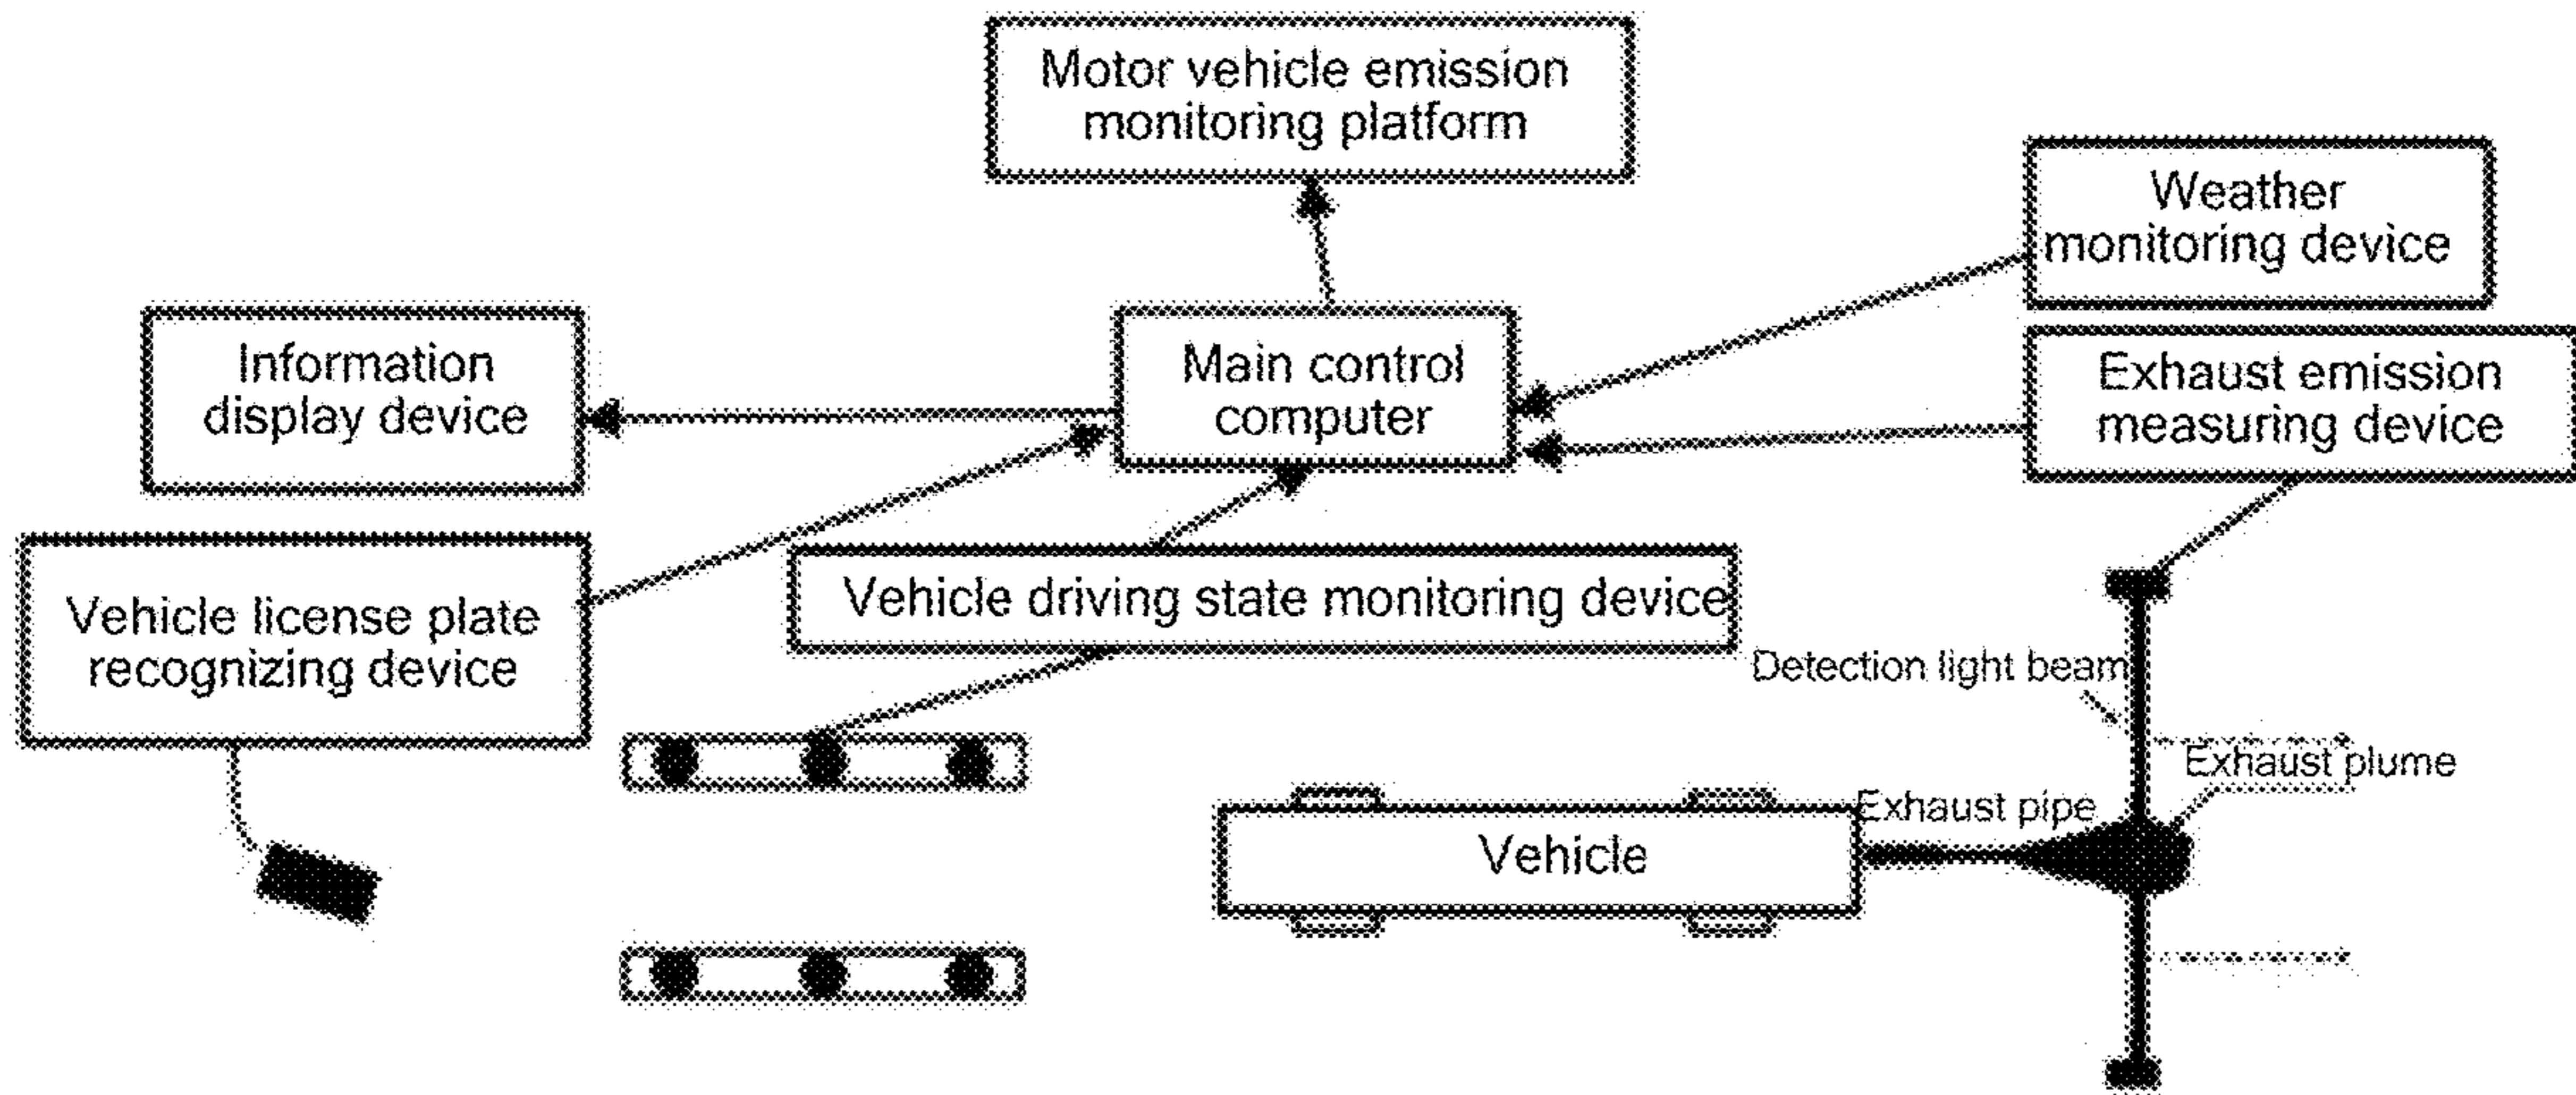 Motor vehicle emission
monitoring platform
Weather
monitoring device
Information
display device
Main control
computer
Exhaust emission
measuring device
Vehicle license plate
recognizing device
Vehicle driving state monitoring device
Detection light beam
Exhaust plume
Exhaust pipe
Vehicle